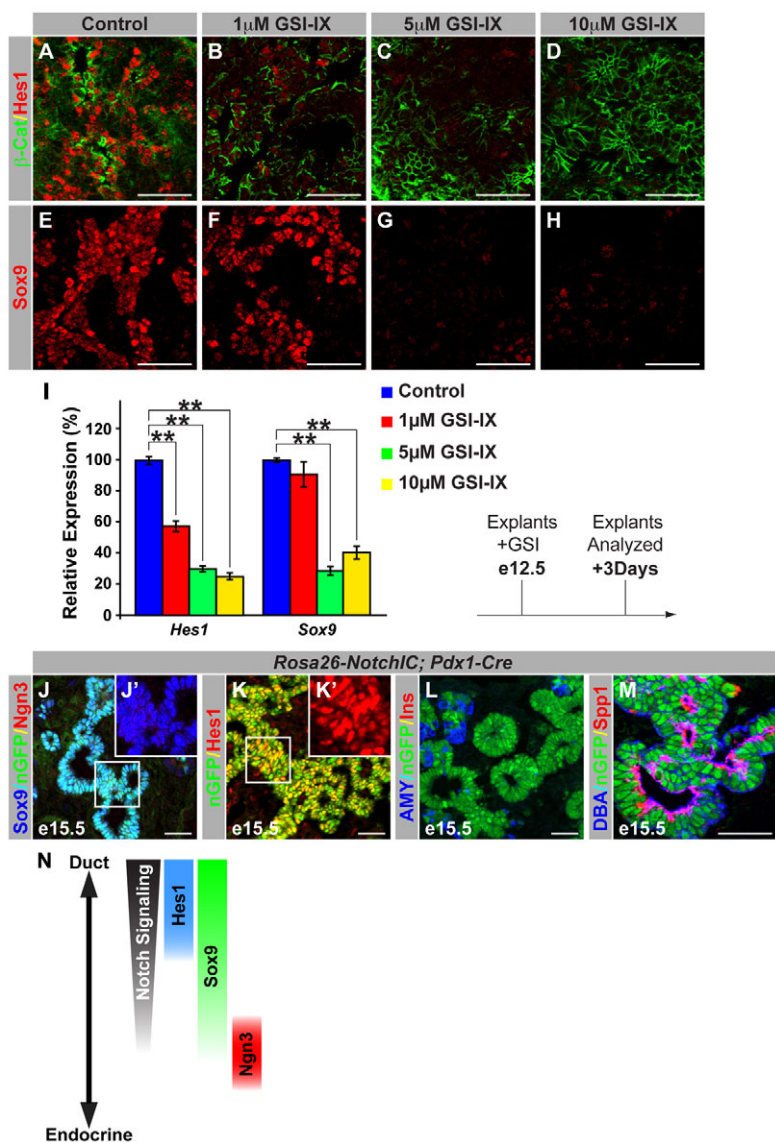 Control
1μM GSI-IX
5μM GSI-IX
10μM GSI-IX
β-Cat/Hes1
A
B
C
D
Sox9
E
F
G
H
I
Relative Expression (%)
120
100
80
60
40
20
0
**
**
**
**
**
Hes1
Sox9
Control
1μM GSI-IX
5μM GSI-IX
10μM GSI-IX
Explants
+GSI
e12.5
Explants
Analyzed
+3Days
Rosa26-NotchIC; Pdx1-Cre
Sox9/nGFP/Ngn3
J
J'
e15.5
nGFP/Hes1
K
K'
e15.5
AMY/nGFP/Ins
L
e15.5
DBA/nGFP/Spp1
M
e15.5
N
Duct
Notch Signaling
Hes1
Sox9
Ngn3
Endocrine